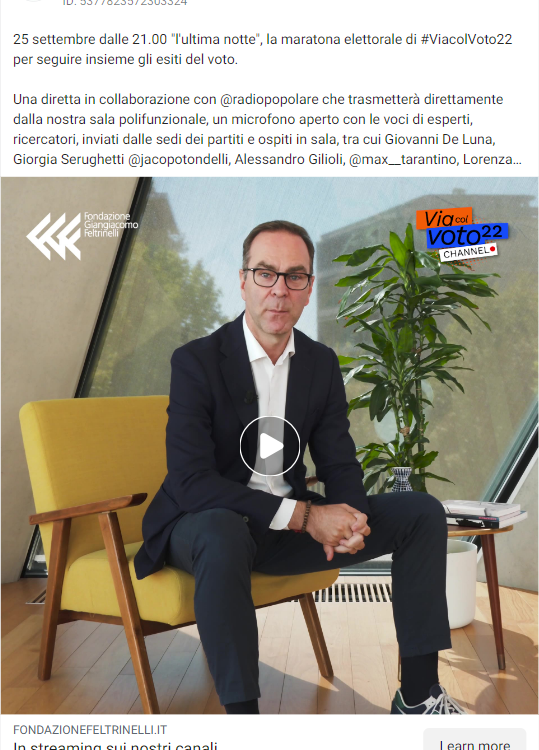 ID: 5377823572303324
25 settembre dalle 21.00 "l'ultima notte", la maratona elettorale di #ViacolVoto22
per seguire insieme gli esiti del voto.
Una diretta in collaborazione con @radiopopolare che trasmetterà direttamente
dalla nostra sala polifunzionale, un microfono aperto con le voci di esperti,
ricercatori, inviati dalle sedi dei partiti e ospiti in sala, tra cui Giovanni De Luna,
Giorgia Serughetti @jacopotondelli, Alessandro Gilioli, @max__tarantino, Lorenza...
Fondazione
Giangiacomo
Feltrinelli
Via col
Voto22
CHANNEL
FONDAZIONEFELTRINELLI.IT
In streaming sui nostri canali
Learn more